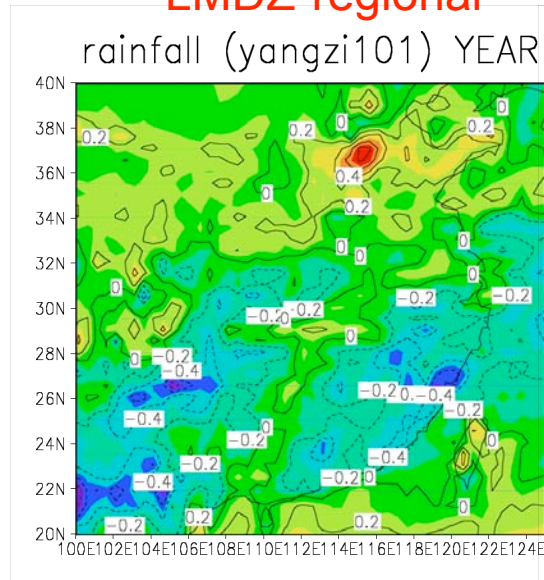 LMDZ regional
rainfall (yangzi101) YEAR
40N
0.2 0 0.2 0 0.2
38N
36N
0.4
0
0.2
34N
0 0
0
32N
0
0
-0.2
30N
-0.2 0 -0.2
0
28N
0 -0.2
-0.4
26N
-0.2 0. -0.4
-0.4
-0.2
24N
0
-0.2
0
-0.2
-0.4
22N
-0.4
-0.2 0
0
20N
-0.2
0.2
0.2
100E102E104E106E108E110E112E114E116E118E120E122E124E